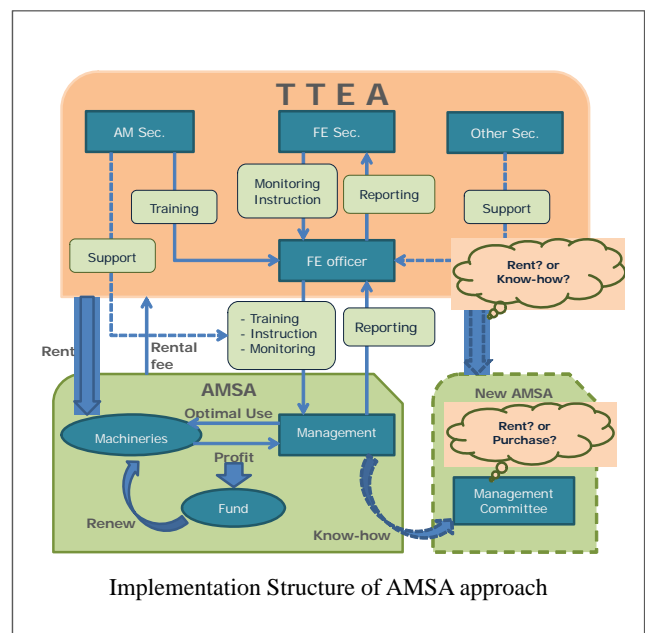 TTEA
AM Sec.
FE Sec.
Other Sec.
Monitoring
Instruction
Training
Reporting
Support
Support
FE officer
Rent? or
Know-how?
- Training
- Instruction
- Monitoring
Reporting
Rent
Rental
fee
AMSA
New AMSA
Optimal Use
Machineries
Management
Rent? or
Purchase?
Profit
Fund
Management
Committee
Renew
Know-how
Implementation Structure of AMSA approach